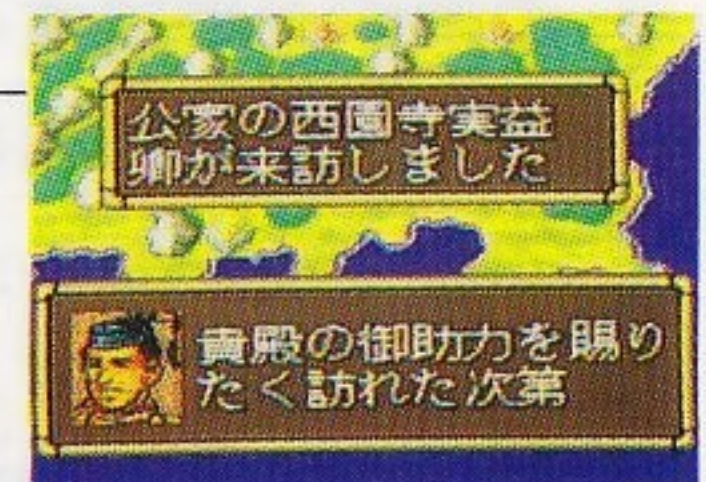 公家の西園寺実益
卿が来訪しました
貴殿の御助力を賜り
たく訪れた次第